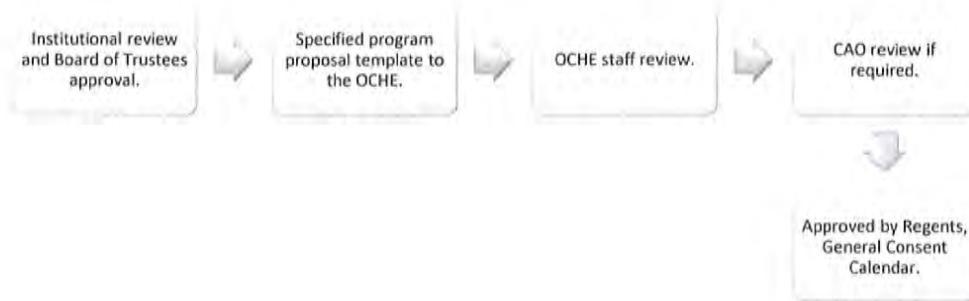 Institutional review
and Board of Trustees
approval.
Specified program
proposal template to
the OCHE.
OCHE staff review.
CAO review if
required.
Approved by Regents,
General Consent
Calendar.